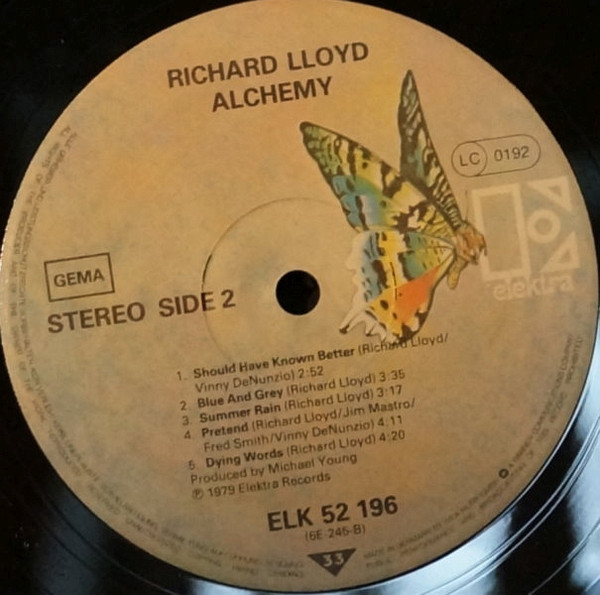 RICHARD LLOYD
ALCHEMY
LC 0192
elektra
GEMA
STEREO SIDE 2
1. Should Have Known Better (Richard Lloyd/
Vinny DeNunzio) 2:52
2. Blue And Grey (Richard Lloyd) 3:35
3. Summer Rain (Richard Lloyd) 3:17
4. Pretend (Richard Lloyd/Jim Mastro/
Fred Smith/Vinny DeNunzio) 4:11
5. Dying Words (Richard Lloyd) 4:20
Produced by Michael Young
Ⓟ 1979 Elektra Records
ELK 52 196
(6E-245-B)
33